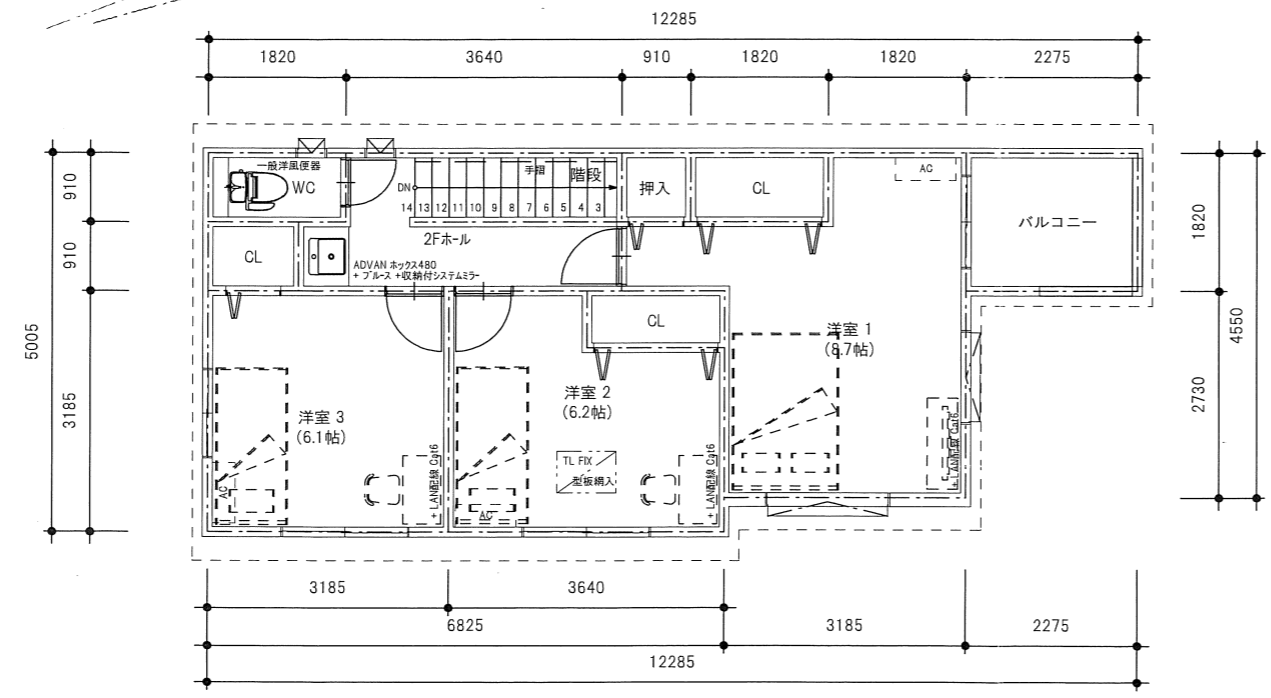 12285
1820 3640 910 1820 1820 2275
一般洋風便器
WC
手摺
階段
DN
14 13 12 11 10 9 8 7 6 5 4 3
押入
CL
AC
バルコニー
2Fホール
CL
ADVAN ホックス480
+ プルース +収納付システムミラー
CL
洋室 1
(8.7帖)
洋室 2
(6.2帖)
洋室 3
(6.1帖)
TL FIX
型板網入
AC
+ LAN配線 Cat6
AC
+ LAN配線 Cat6
+ LAN配線 Cat6
910
910
3185
5005
1820
2730
4550
3185 3640
6825 3185 2275
12285